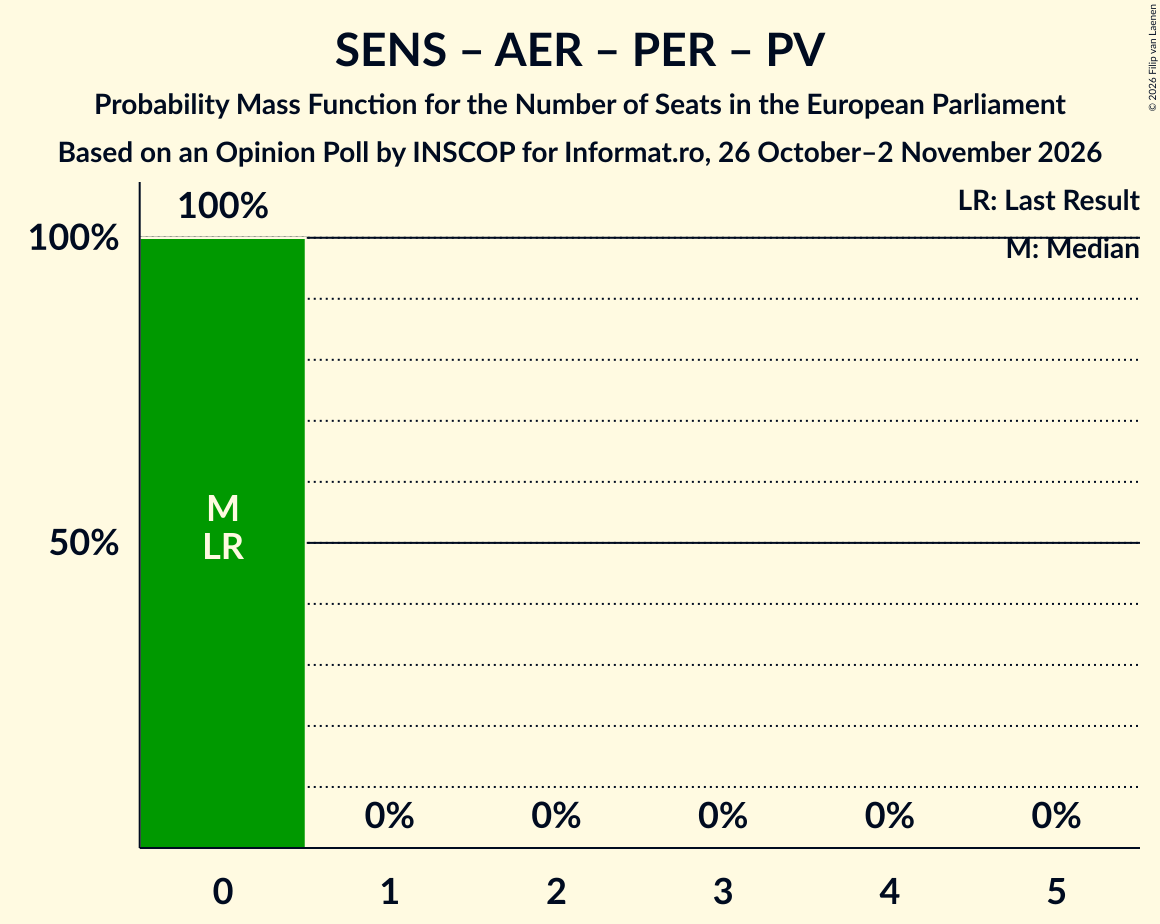 SENS – AER – PER – PV
Probability Mass Function for the Number of Seats in the European Parliament
Based on an Opinion Poll by INSCOP for Informat.ro, 26 October–2 November 2026
© 2026 Filip van Laenen
LR: Last Result
M: Median
100%
100%
50%
M
LR
0% 0% 0% 0% 0%
0 1 2 3 4 5